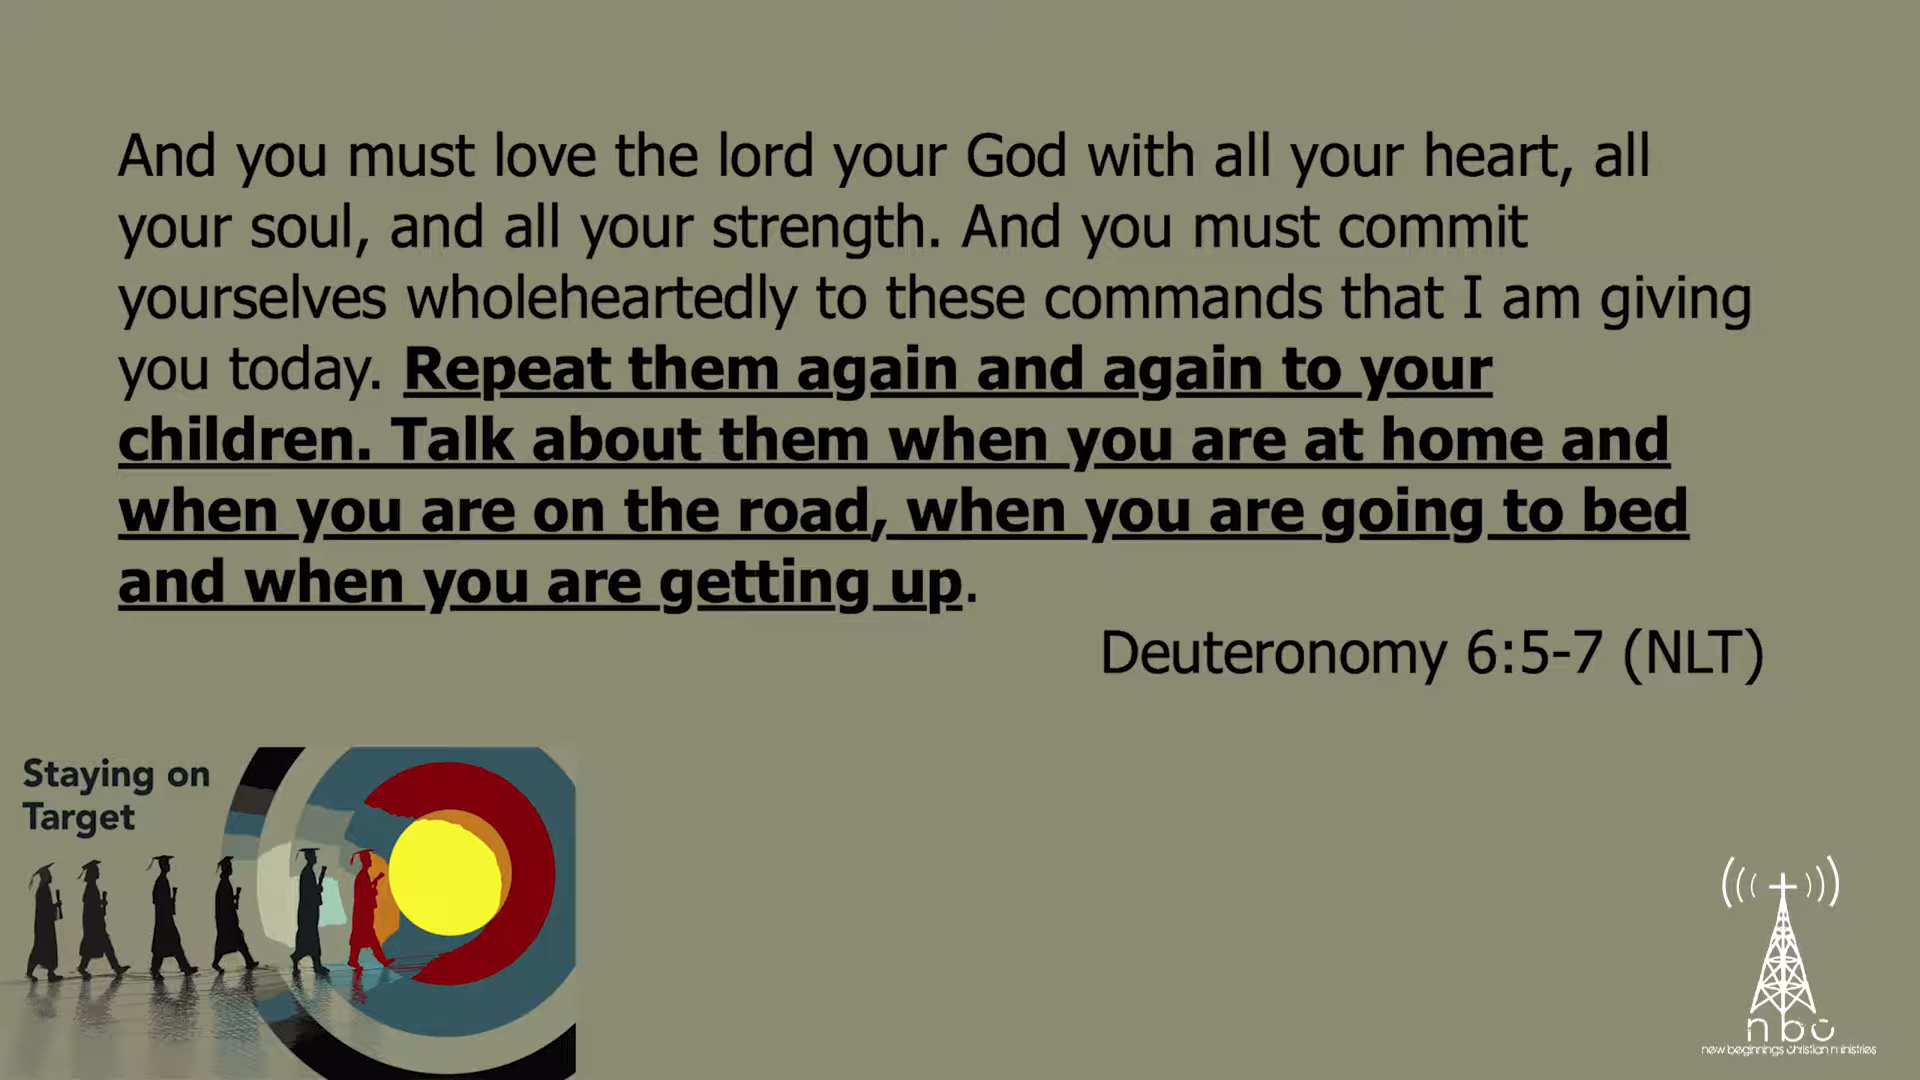 And you must love the lord your God with all your heart, all
your soul, and all your strength. And you must commit
yourselves wholeheartedly to these commands that I am giving
you today. Repeat them again and again to your
children. Talk about them when you are at home and
when you are on the road, when you are going to bed
and when you are getting up.
Deuteronomy 6:5-7 (NLT)
Staying on
Target
nbc
new beginnings christian ministries